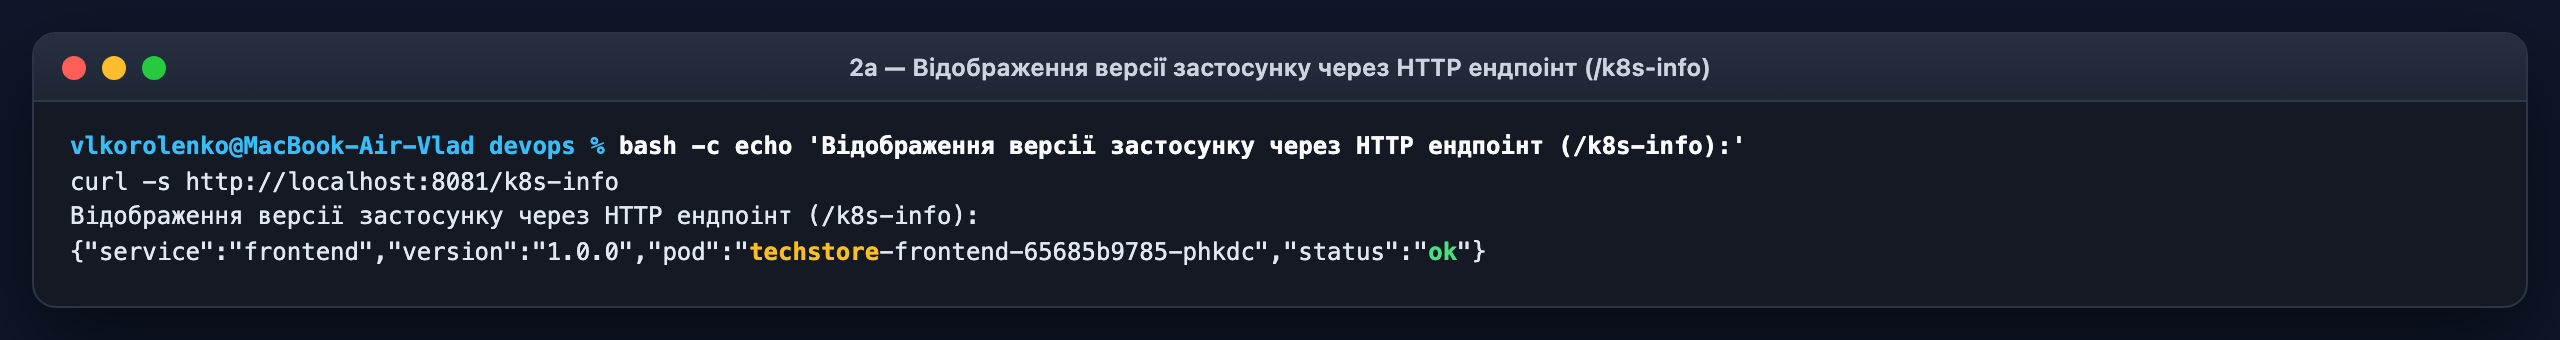 2a — Відображення версії застосунку через HTTP ендпоінт (/k8s-info)
vlkorolenko@MacBook-Air-Vlad devops % bash -c echo 'Відображення версії застосунку через HTTP ендпоінт (/k8s-info):'
curl -s http://localhost:8081/k8s-info
Відображення версії застосунку через HTTP ендпоінт (/k8s-info):
{"service":"frontend","version":"1.0.0","pod":"techstore-frontend-65685b9785-phkdc","status":"ok"}